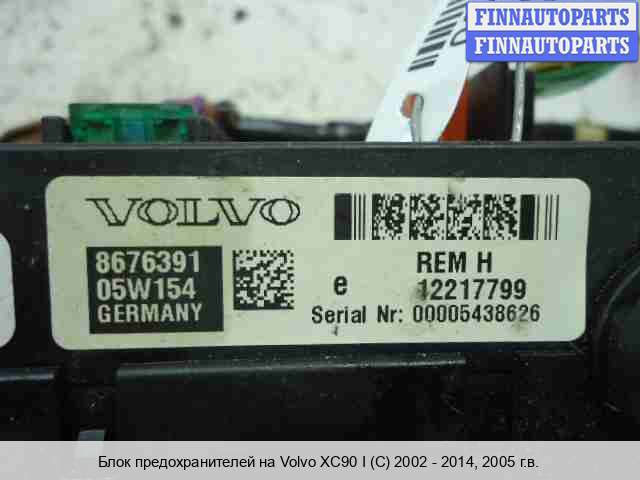 FINNAUTOPARTS
FINNAUTOPARTS
VOLVO
8676391
05W154
GERMANY
REM H
e 12217799
Serial Nr: 00005438626
Блок предохранителей на Volvo XC90 I (C) 2002 - 2014, 2005 г.в.